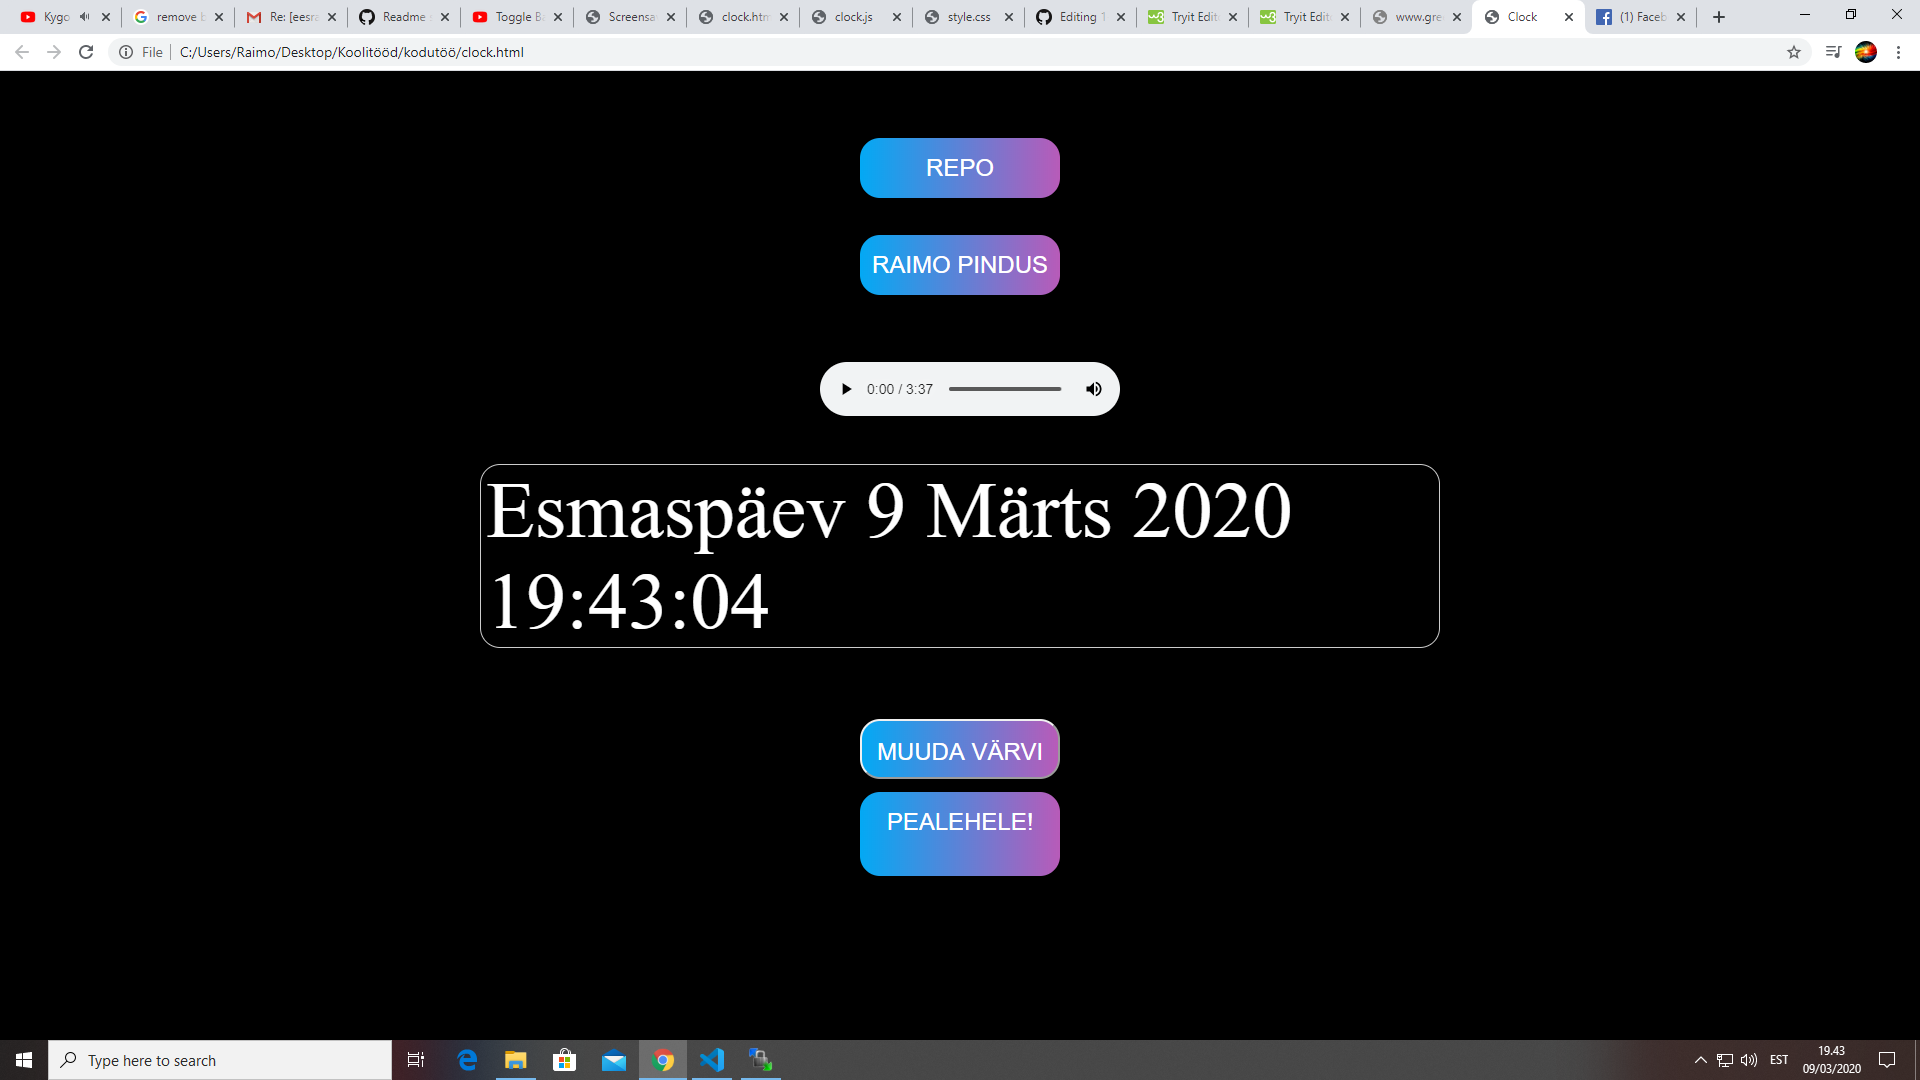 Kygo
remove b
Re: [eesra
Readme
Toggle Ba
Screensa
clock.htm
clock.js
style.css
Editing T
Tryit Edit
Tryit Edit
www.gre
Clock
(1) Faceb
File
C:/Users/Raimo/Desktop/Koolitööd/kodutöö/clock.html
REPO
RAIMO PINDUS
0:00 / 3:37
Esmaspäev 9 Märts 2020
19:43:04
MUUDA VÄRVI
PEALEHELE!
Type here to search
EST
19.43
09/03/2020